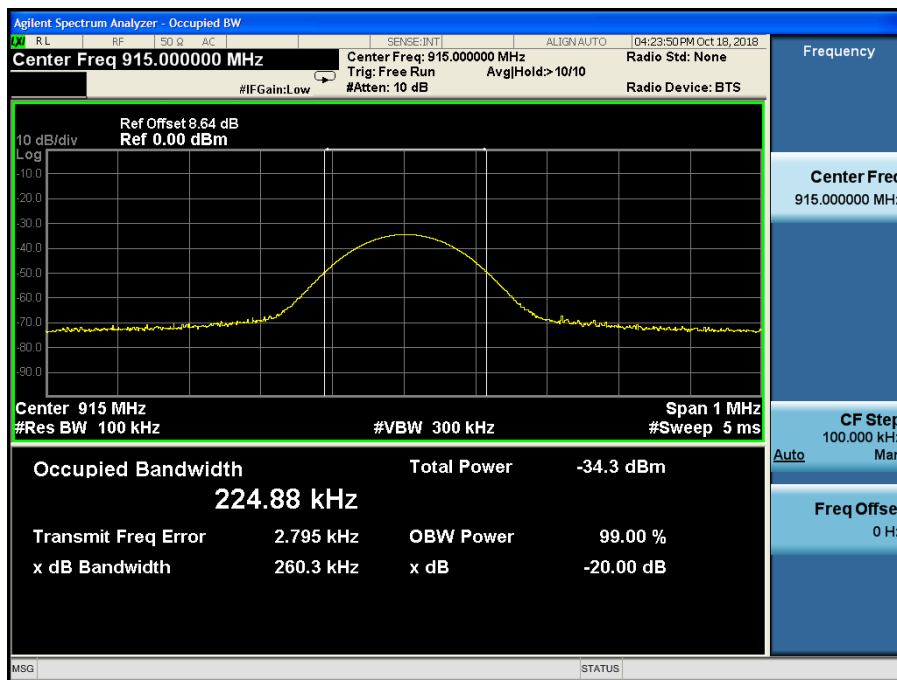 Agilent Spectrum Analyzer - Occupied BW
LXI RL RF 50 Ω AC SENSE:INT ALIGN AUTO 04:23:50 PM Oct 18, 2018
Center Freq 915.000000 MHz
Center Freq: 915.000000 MHz
Radio Std: None
Trig: Free Run Avg|Hold:>10/10
#IFGain:Low #Atten: 10 dB
Radio Device: BTS
Frequency
Ref Offset 8.64 dB
10 dB/div Ref 0.00 dBm
Log
-10.0
-20.0
-30.0
-40.0
-50.0
-60.0
-70.0
-80.0
-90.0
Center 915 MHz Span 1 MHz
#Res BW 100 kHz #VBW 300 kHz #Sweep 5 ms
Occupied Bandwidth Total Power -34.3 dBm
224.88 kHz
Transmit Freq Error 2.795 kHz OBW Power 99.00 %
x dB Bandwidth 260.3 kHz x dB -20.00 dB
Center Freq
915.000000 MHz
CF Step
100.000 kHz
Auto Man
Freq Offse
0 Hz
MSG STATUS